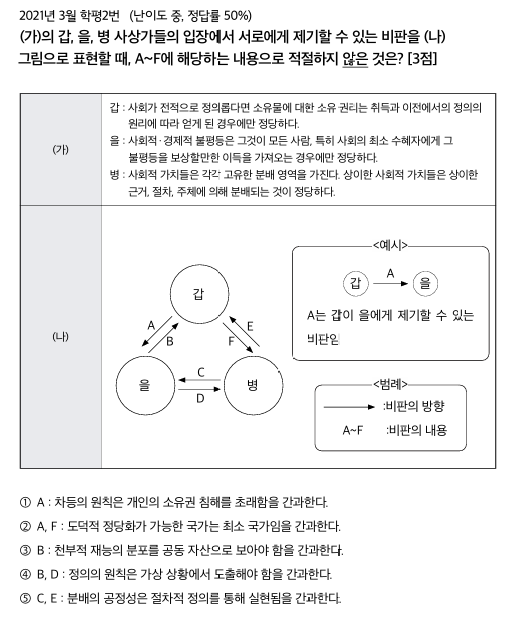 2021년 3월 학평2번 (난이도 중, 정답률 50%)
(가)의 갑, 을, 병 사상가들의 입장에서 서로에게 제기할 수 있는 비판을 (나)
그림으로 표현할 때, A~F에 해당하는 내용으로 적절하지 않은 것은? [3점]
(가)
갑 : 사회가 전적으로 정의롭다면 소유물에 대한 소유 권리는 취득과 이전에서의 정의의
원리에 따라 얻게 된 경우에만 정당하다.
을 : 사회적·경제적 불평등은 그것이 모든 사람, 특히 사회의 최소 수혜자에게 그
불평등을 보상할만한 이득을 가져오는 경우에만 정당하다.
병 : 사회적 가치들은 각각 고유한 분배 영역을 가진다. 상이한 사회적 가치들은 상이한
근거, 절차, 주체에 의해 분배되는 것이 정당하다.
(나)
갑
A
B
E
F
을
C
D
병
<예시>
갑
A
을
A는 갑이 을에게 제기할 수 있는
비판임
<범례>
:비판의 방향
A~F :비판의 내용
① A : 차등의 원칙은 개인의 소유권 침해를 초래함을 간과한다.
② A, F : 도덕적 정당화가 가능한 국가는 최소 국가임을 간과한다.
③ B : 천부적 재능의 분포를 공동 자산으로 보아야 함을 간과한다.
④ B, D : 정의의 원칙은 가상 상황에서 도출해야 함을 간과한다.
⑤ C, E : 분배의 공정성은 절차적 정의를 통해 실현됨을 간과한다.